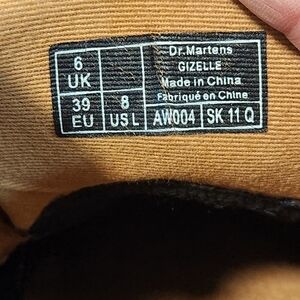 Dr.Martens
GIZELLE
Made in China
Fabriqué en Chine
6
UK
39
EU
8
US L
AW004
SK 11 Q